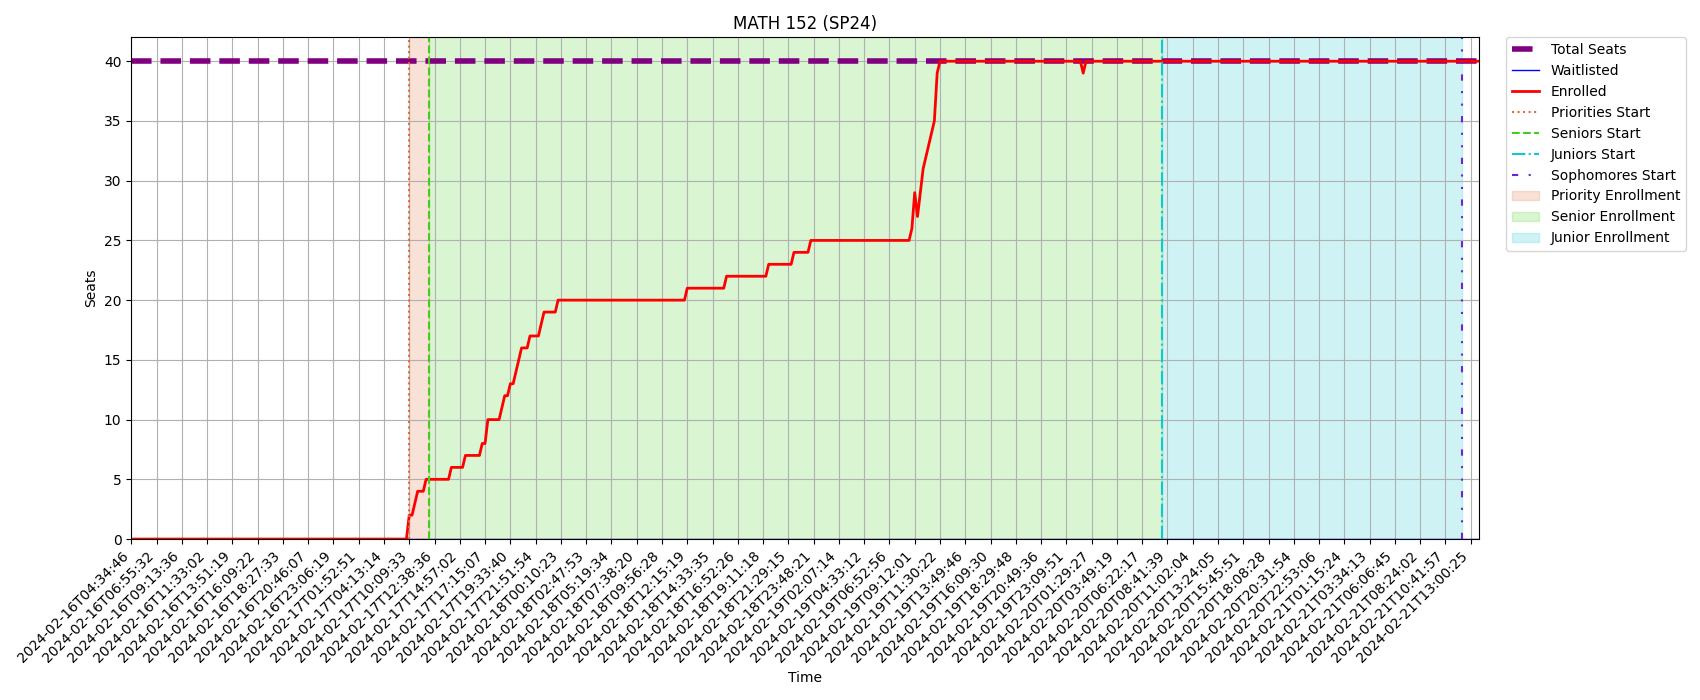 MATH 152 (SP24)
Total Seats
Waitlisted
Enrolled
Priorities Start
Seniors Start
Juniors Start
Sophomores Start
Priority Enrollment
Senior Enrollment
Junior Enrollment
Seats
40
35
30
25
20
15
10
5
0
2024-02-16T04:34:46
2024-02-16T06:55:32
2024-02-16T09:13:36
2024-02-16T11:33:02
2024-02-16T13:51:19
2024-02-16T16:09:22
2024-02-16T18:27:33
2024-02-16T20:46:07
2024-02-16T23:06:19
2024-02-17T01:52:51
2024-02-17T04:13:14
2024-02-17T10:09:33
2024-02-17T12:38:36
2024-02-17T14:57:02
2024-02-17T17:15:07
2024-02-17T19:33:40
2024-02-17T21:51:54
2024-02-18T00:10:23
2024-02-18T02:47:53
2024-02-18T05:19:34
2024-02-18T07:38:20
2024-02-18T09:56:28
2024-02-18T12:15:19
2024-02-18T14:33:35
2024-02-18T16:52:26
2024-02-18T19:11:18
2024-02-18T21:29:15
2024-02-18T23:48:21
2024-02-19T02:07:14
2024-02-19T04:33:12
2024-02-19T06:52:56
2024-02-19T09:12:01
2024-02-19T11:30:22
2024-02-19T13:49:46
2024-02-19T16:09:30
2024-02-19T18:29:48
2024-02-19T20:49:36
2024-02-19T23:09:51
2024-02-20T01:29:27
2024-02-20T03:49:19
2024-02-20T06:22:17
2024-02-20T08:41:39
2024-02-20T11:02:04
2024-02-20T13:24:05
2024-02-20T15:45:51
2024-02-20T18:08:28
2024-02-20T20:31:54
2024-02-20T22:53:06
2024-02-21T01:15:24
2024-02-21T03:34:13
2024-02-21T06:06:45
2024-02-21T08:24:02
2024-02-21T10:41:57
2024-02-21T13:00:25
Time